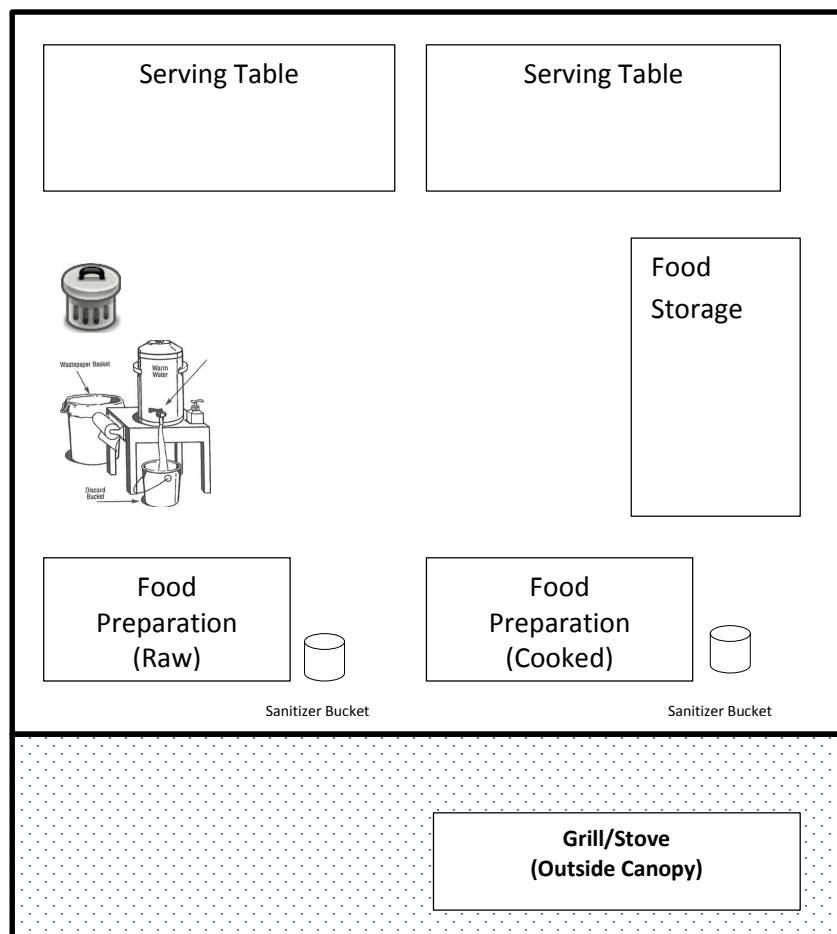 Serving Table
Serving Table
Food
Storage
Wastepaper Basket
Warm
Water
Discard
Bucket
Food
Preparation
(Raw)
Food
Preparation
(Cooked)
Sanitizer Bucket
Sanitizer Bucket
Grill/Stove
(Outside Canopy)